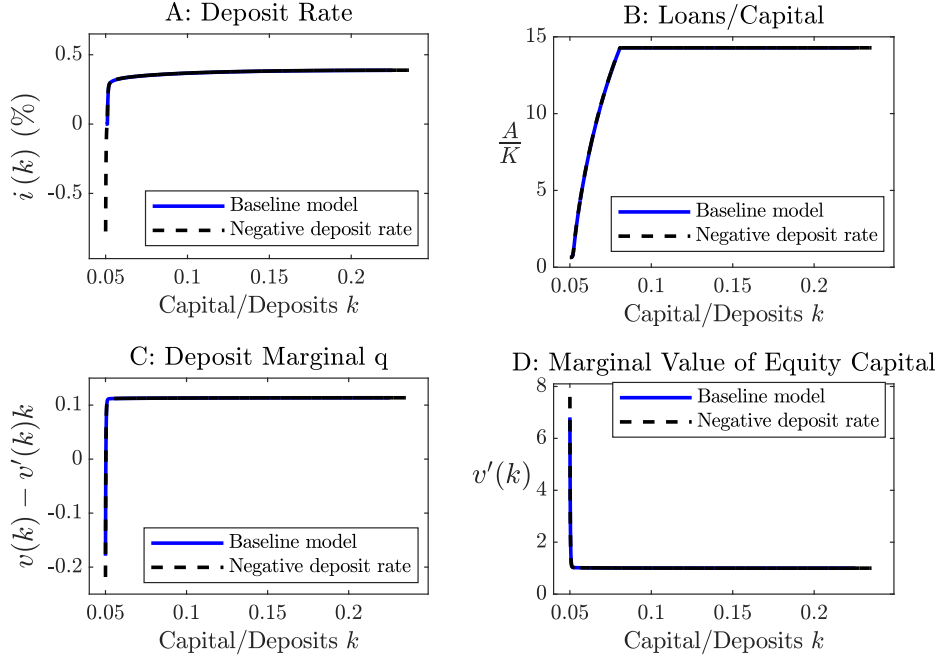 A: Deposit Rate
i(k) (%)
0.5
0
-0.5
Baseline model
Negative deposit rate
0.05 0.1 0.15 0.2
Capital/Deposits k
B: Loans/Capital
A/K
15
10
5
0
Baseline model
Negative deposit rate
0.05 0.1 0.15 0.2
Capital/Deposits k
C: Deposit Marginal q
v(k) − v′(k)k
0.1
0
-0.1
-0.2
Baseline model
Negative deposit rate
0.05 0.1 0.15 0.2
Capital/Deposits k
D: Marginal Value of Equity Capital
v′(k)
8
6
4
2
0
Baseline model
Negative deposit rate
0.05 0.1 0.15 0.2
Capital/Deposits k